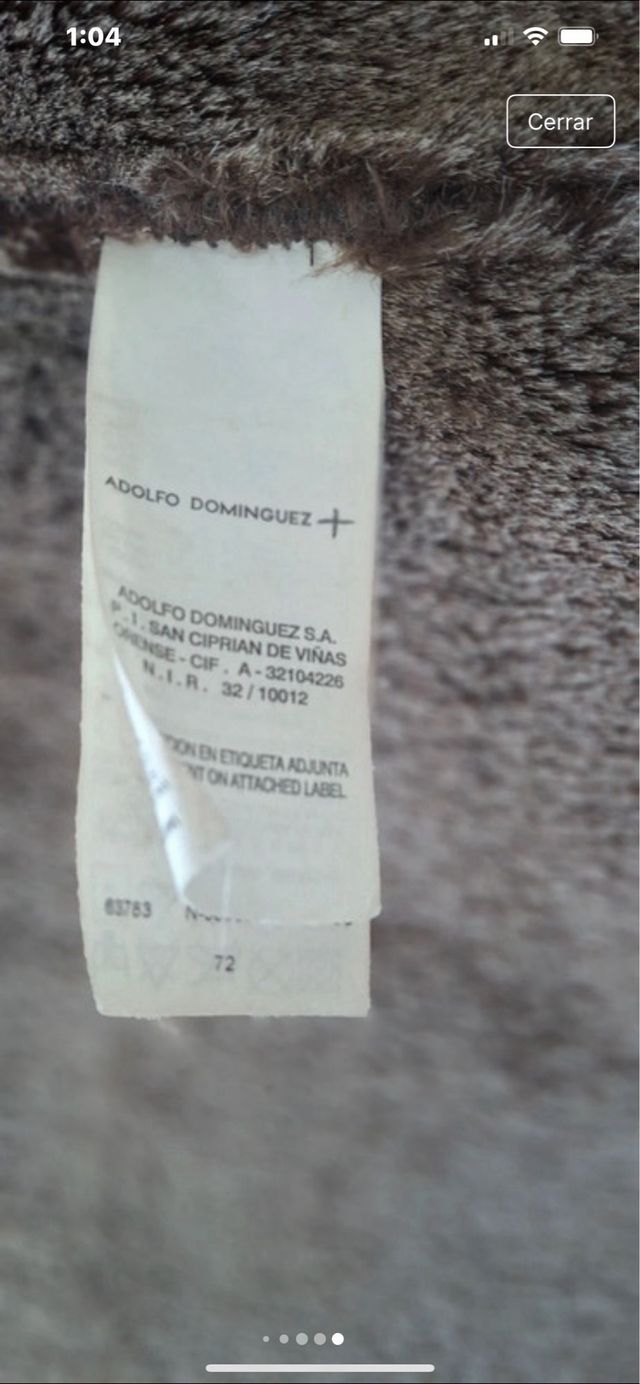 1:04
Cerrar
ADOLFO DOMINGUEZ +
ADOLFO DOMINGUEZ S.A.
P.I. SAN CIPRIAN DE VIÑAS
ORENSE - CIF. A - 32104226
N.I.R. 32 / 10012
EN ETIQUETA ADJUNTA
ON ATTACHED LABEL
63763
72